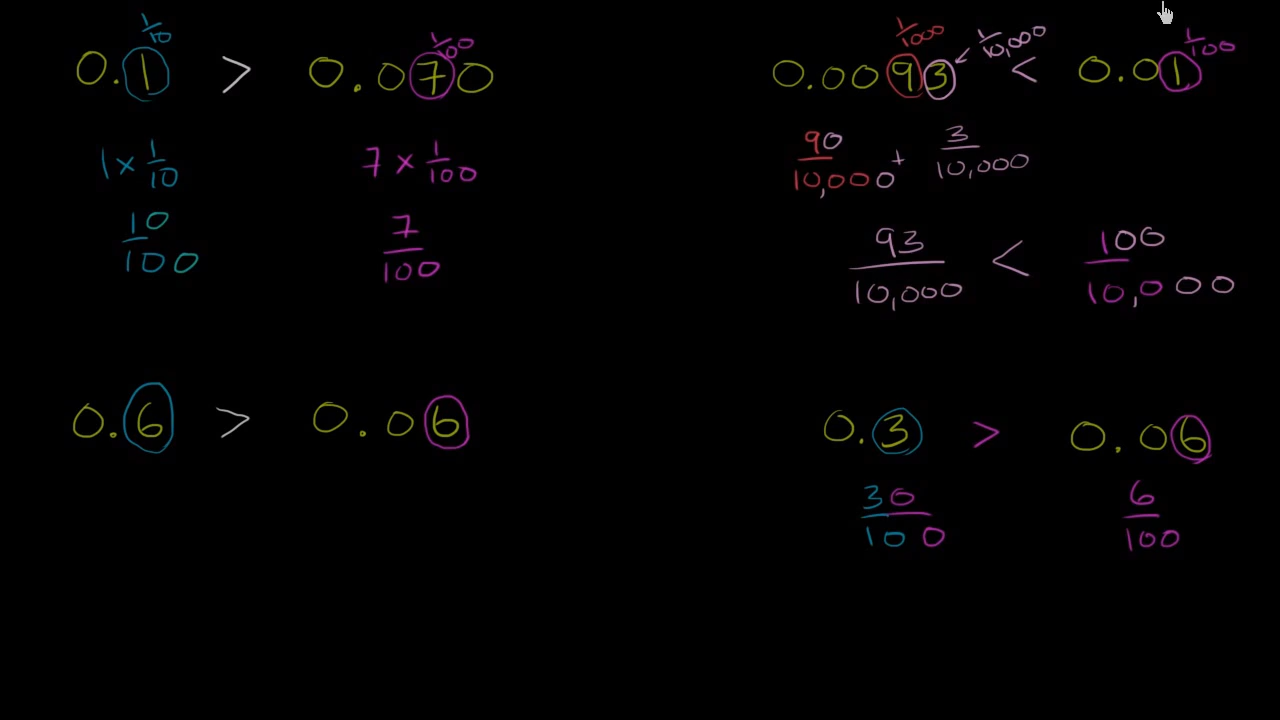 1/10 1/100
0.1 > 0.070
1 × 1/10 7 × 1/100
10/100 7/100
1/1000 1/10,000 1/100
0.0093 < 0.01
90/10,000 + 3/10,000
93/10,000 < 100/10,000
0.6 > 0.06
0.3 > 0.06
30/100 6/100